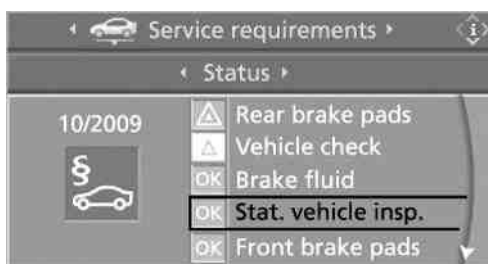 Service requirements
Status
10/2009
Rear brake pads
Vehicle check
§
OK Brake fluid
OK Stat. vehicle insp.
OK Front brake pads